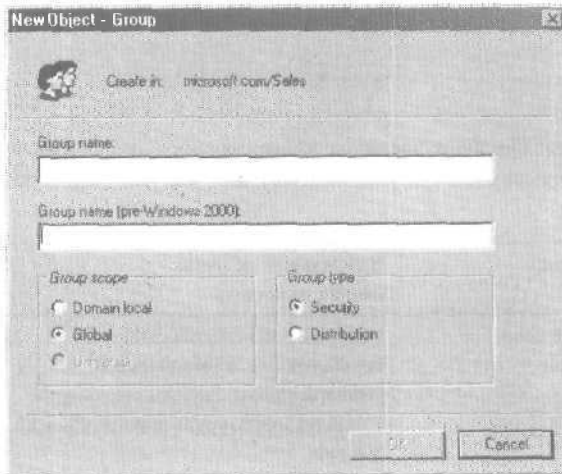 New Object - Group
Create in: microsoft.com/Sales
Group name:
Group name (pre-Windows 2000):
Group scope
Domain local
Global
Universal
Group type
Security
Distribution
OK
Cancel